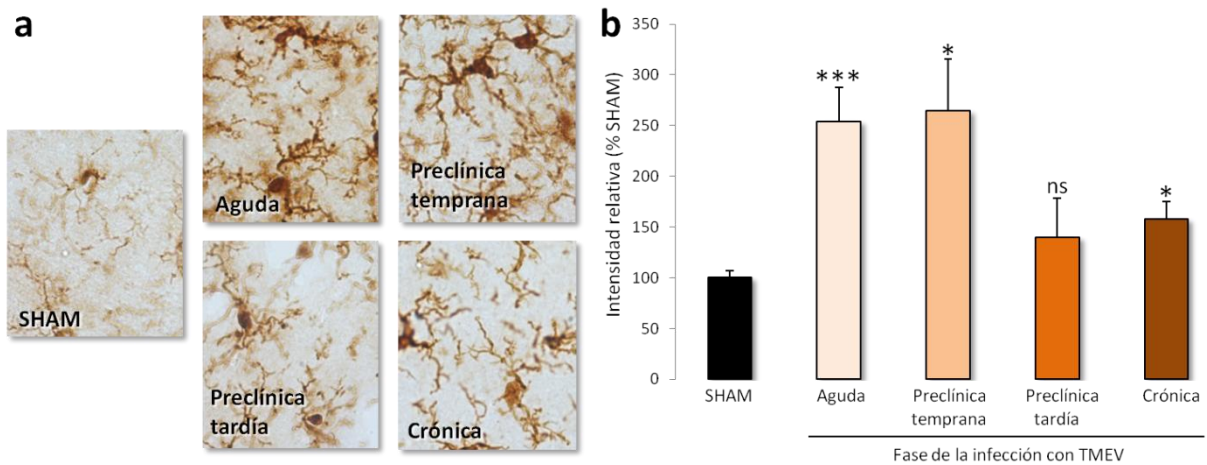 a
SHAM
Aguda
Preclínica
temprana
Preclínica
tardía
Crónica
b
Intensidad relativa (% SHAM)
350
300
250
200
150
100
50
0
***
*
ns
*
SHAM
Aguda
Preclínica
temprana
Preclínica
tardía
Crónica
Fase de la infección con TMEV